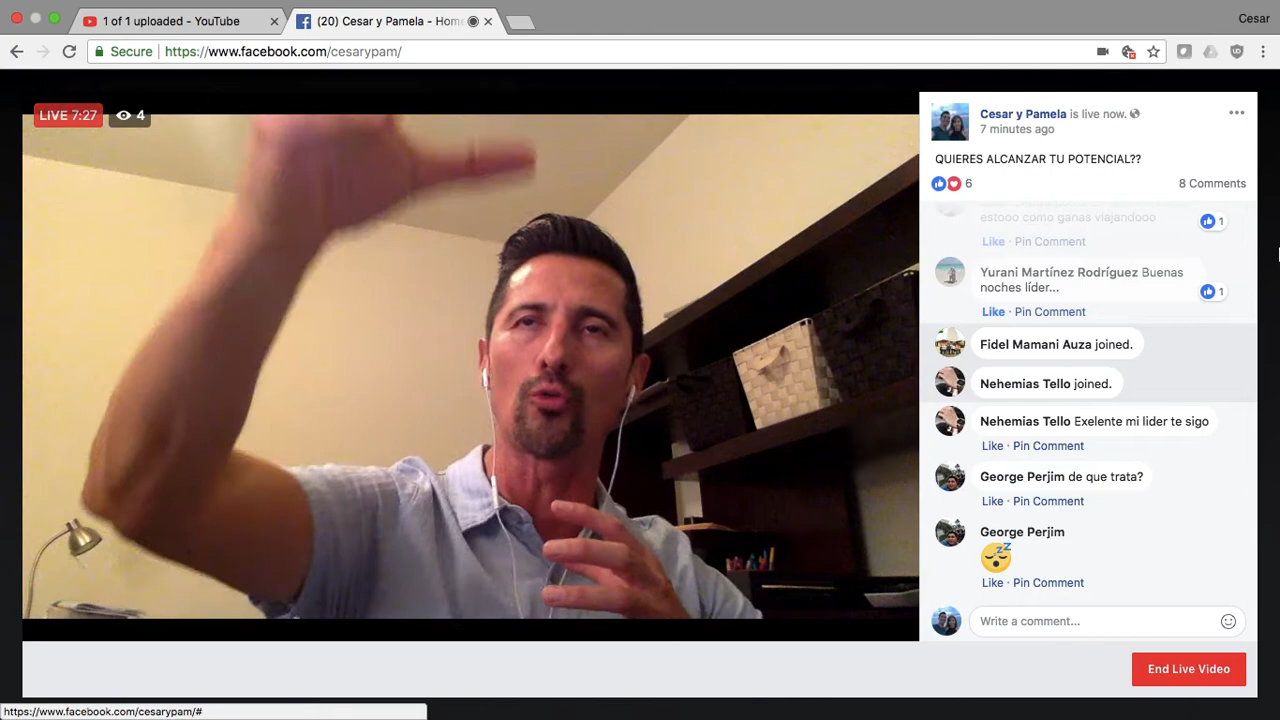 1 of 1 uploaded - YouTube
(20) Cesar y Pamela - Hom
Cesar
Secure
https://www.facebook.com/cesarypam/
LIVE 7:27
4
Cesar y Pamela is live now.
7 minutes ago
QUIERES ALCANZAR TU POTENCIAL??
6
8 Comments
estooo como ganas viajandooo
1
Like · Pin Comment
Yurani Martínez Rodríguez Buenas
noches líder...
1
Like · Pin Comment
Fidel Mamani Auza joined.
Nehemias Tello joined.
Nehemias Tello Exelente mi lider te sigo
Like · Pin Comment
George Perjim de que trata?
Like · Pin Comment
George Perjim
Like · Pin Comment
Write a comment...
End Live Video
https://www.facebook.com/cesarypam/#